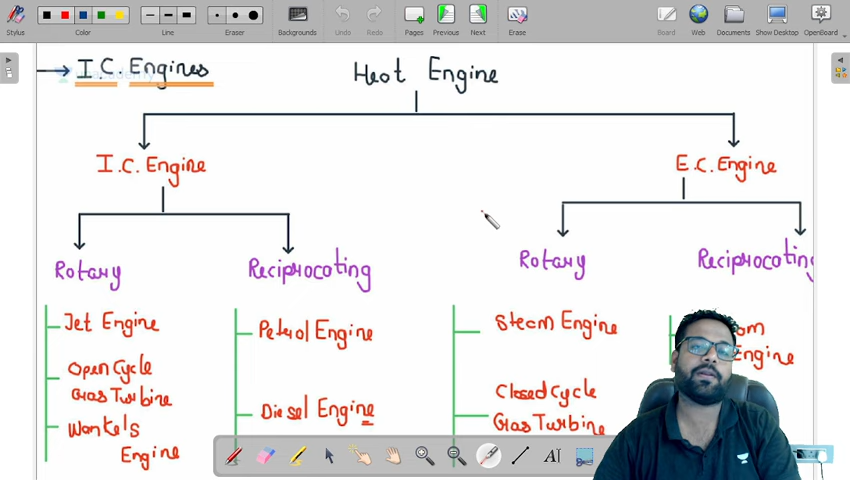 Stylus
Color
Line
Eraser
Backgrounds
Undo
Redo
Pages
Previous
Next
Erase
Board
Web
Documents
Show Desktop
OpenBoard
I.C. Engines
Heat Engine
I.C. Engine
E.C. Engine
Rotary
Reciprocating
Rotary
Reciprocating
Jet Engine
Open Cycle
Gas Turbine
Wankel's
Engine
Petrol Engine
Diesel Engine
Steam Engine
Closed Cycle
Gas Turbine
Engine